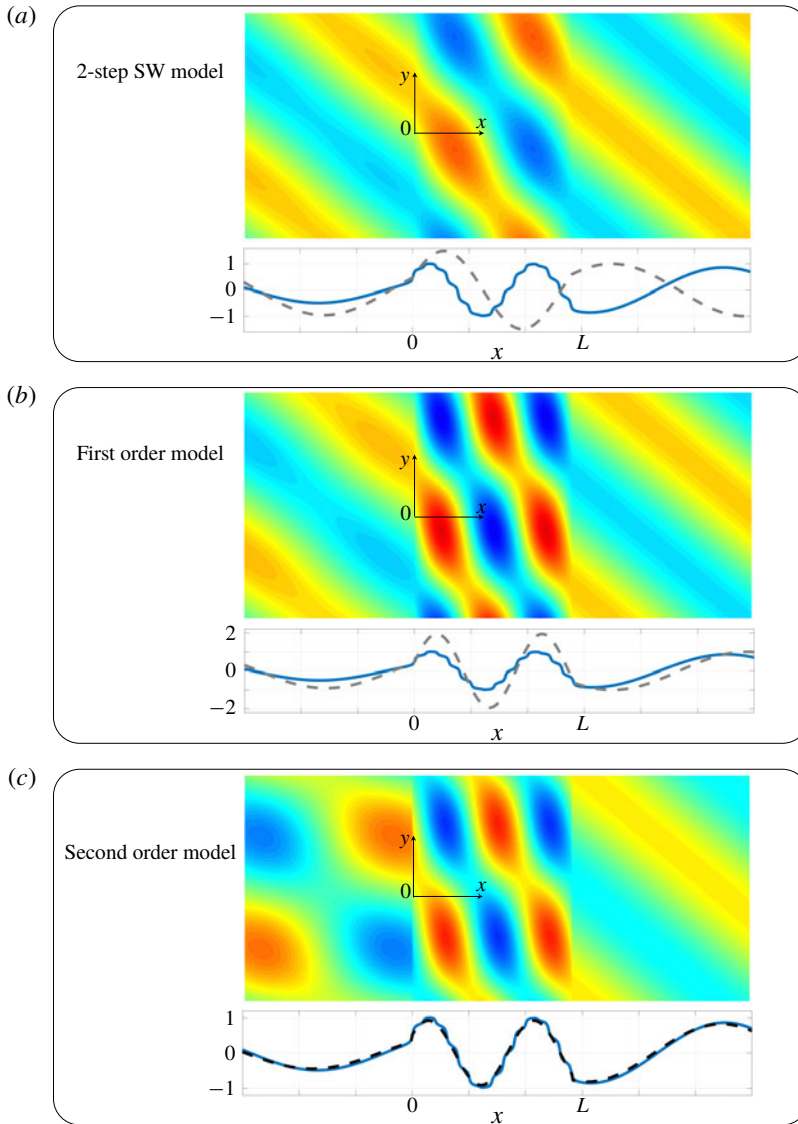 (a)
2-step SW model
y
0
x
1
0
−1
0
x
L
(b)
First order model
y
0
x
2
0
−2
0
x
L
(c)
Second order model
y
0
x
1
0
−1
0
x
L